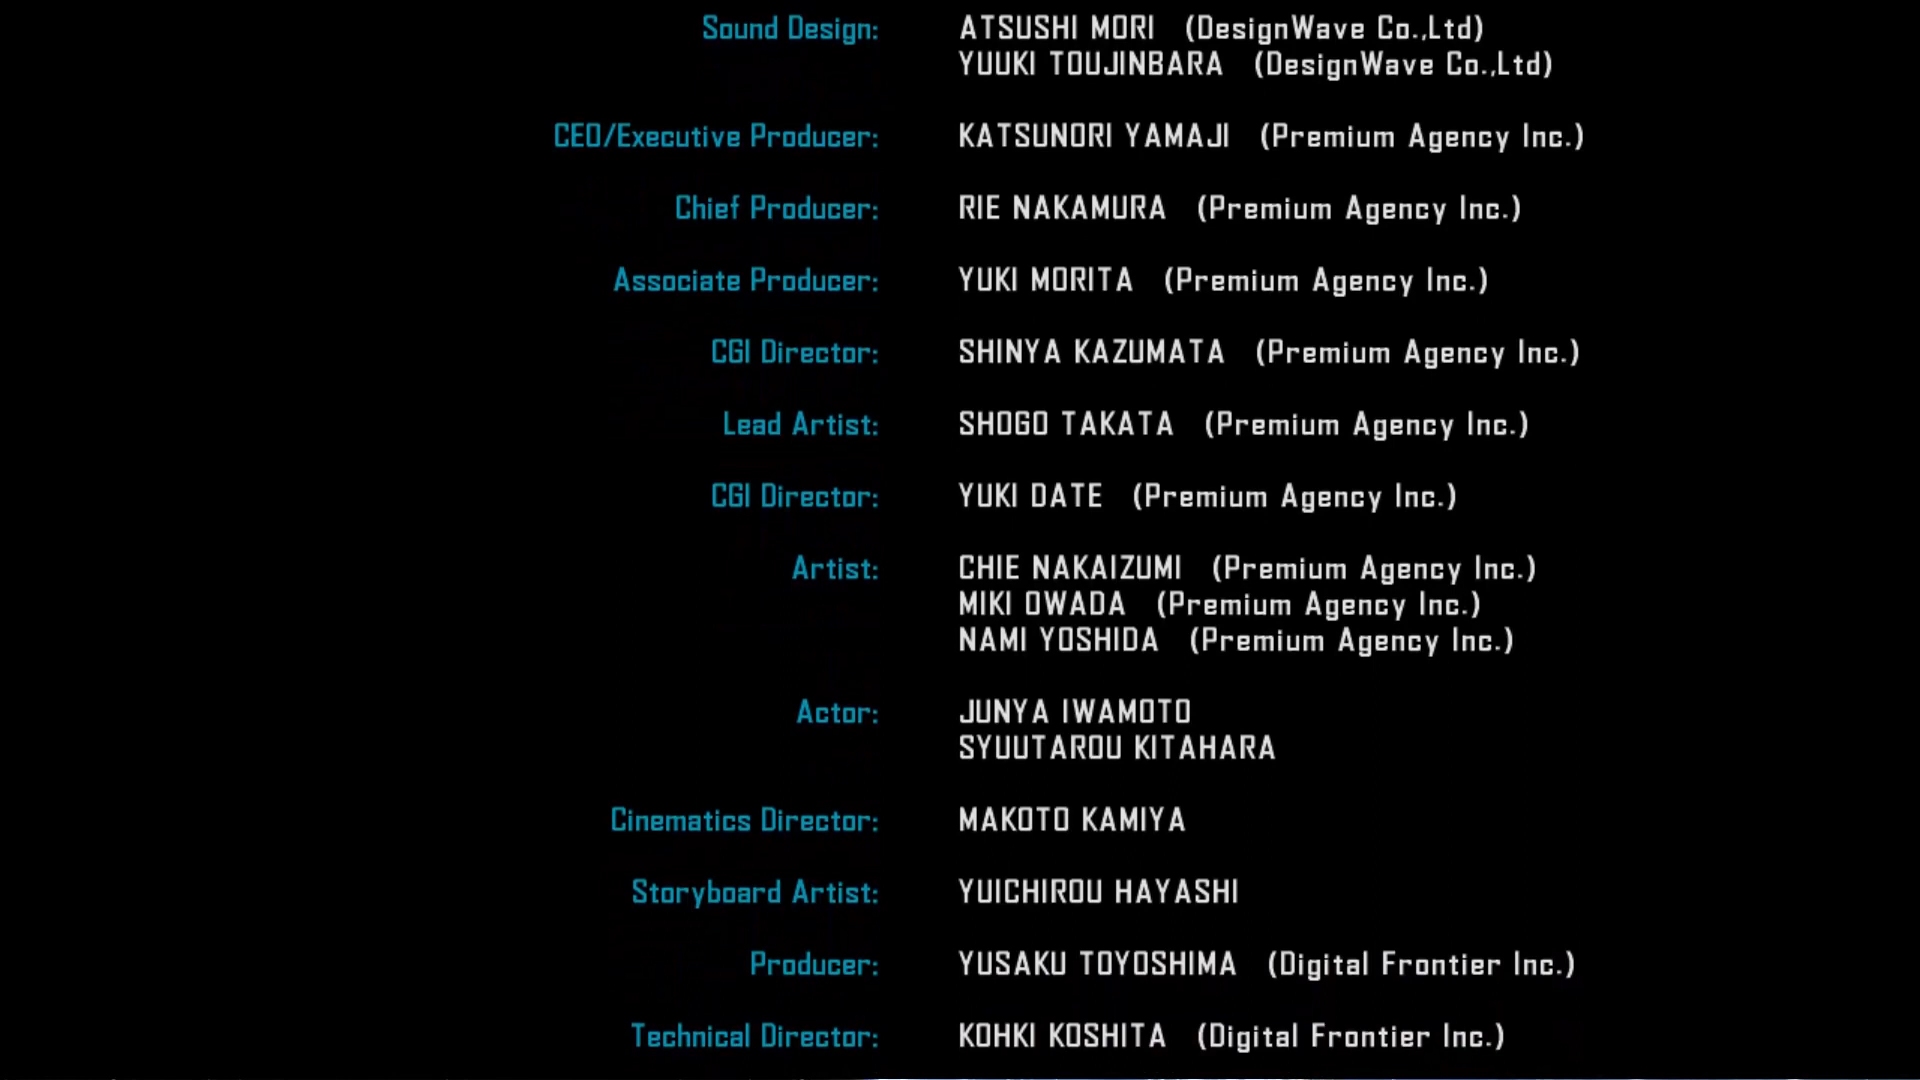 Sound Design: ATSUSHI MORI (DesignWave Co.,Ltd)
YUUKI TOUJINBARA (DesignWave Co.,Ltd)
CEO/Executive Producer: KATSUNORI YAMAJI (Premium Agency Inc.)
Chief Producer: RIE NAKAMURA (Premium Agency Inc.)
Associate Producer: YUKI MORITA (Premium Agency Inc.)
CGI Director: SHINYA KAZUMATA (Premium Agency Inc.)
Lead Artist: SHOGO TAKATA (Premium Agency Inc.)
CGI Director: YUKI DATE (Premium Agency Inc.)
Artist: CHIE NAKAIZUMI (Premium Agency Inc.)
MIKI OWADA (Premium Agency Inc.)
NAMI YOSHIDA (Premium Agency Inc.)
Actor: JUNYA IWAMOTO
SYUUTAROU KITAHARA
Cinematics Director: MAKOTO KAMIYA
Storyboard Artist: YUICHIROU HAYASHI
Producer: YUSAKU TOYOSHIMA (Digital Frontier Inc.)
Technical Director: KOHKI KOSHITA (Digital Frontier Inc.)